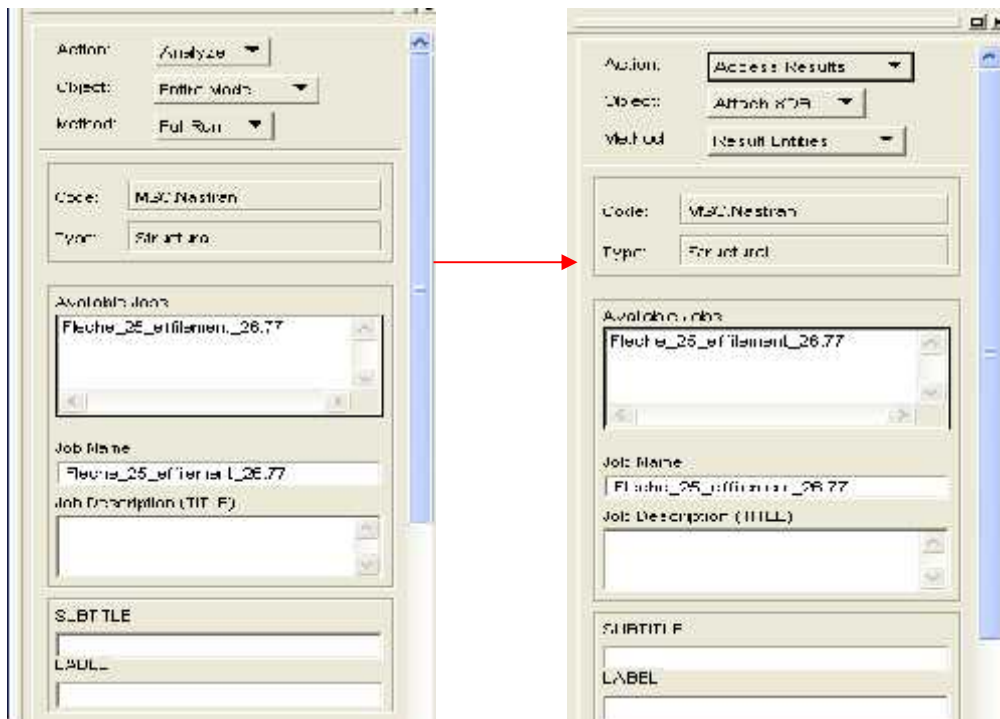 Action: Analyze
Object: Entire Model
Method: Full Run
Code: MSC.Nastran
Type: Structural
Available Jobs
Fleche_25_effilement_26.77
Job Name
Fleche_25_effilement_26.77
Job Description (TITLE)
SUBTITLE
LABEL
Action: Access Results
Object: Attach XDB
Method: Result Entities
Code: MSC.Nastran
Type: Structural
Available Jobs
Fleche_25_effilement_26.77
Job Name
Fleche_25_effilement_26.77
Job Description (TITLE)
SUBTITLE
LABEL